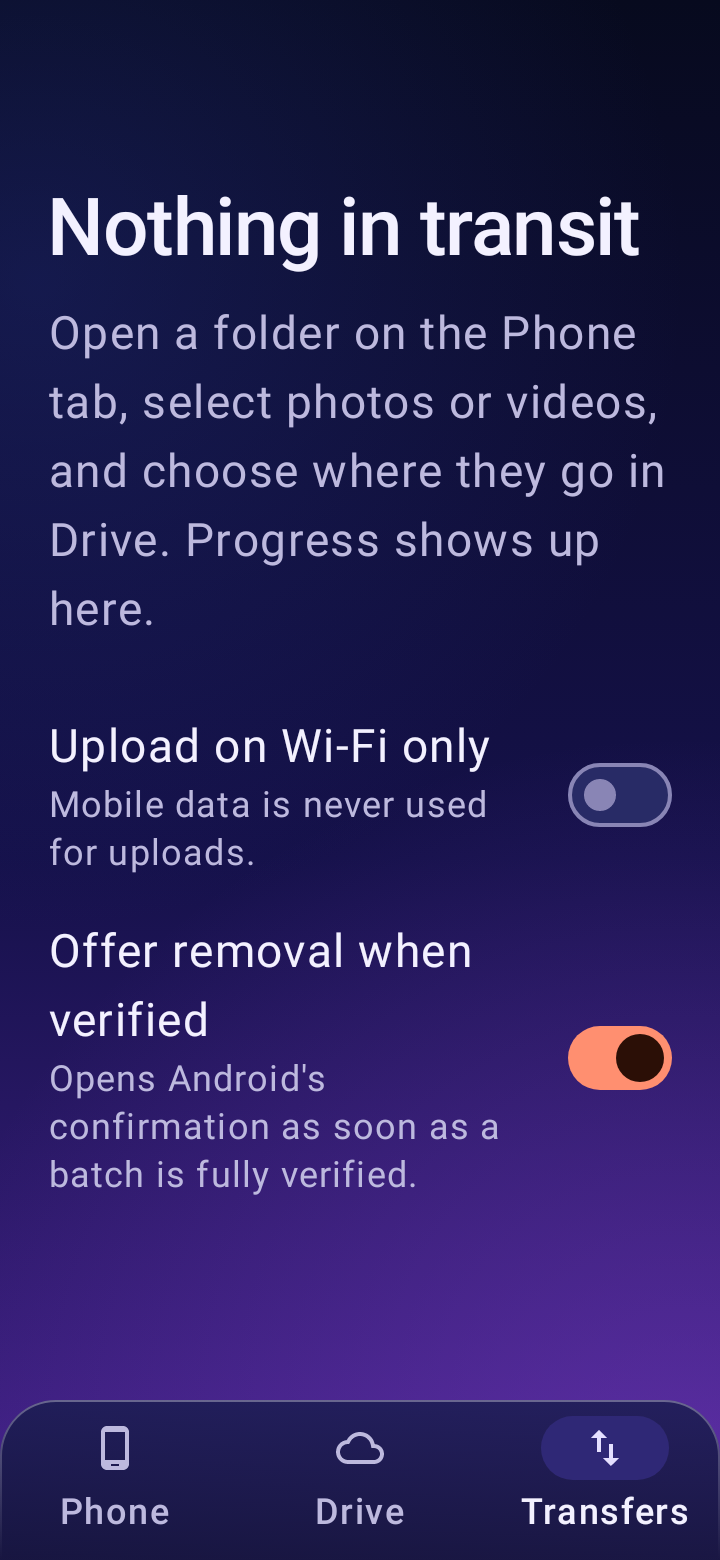 Nothing in transit
Open a folder on the Phone
tab, select photos or videos,
and choose where they go in
Drive. Progress shows up
here.
Upload on Wi-Fi only
Mobile data is never used
for uploads.
Offer removal when
verified
Opens Android's
confirmation as soon as a
batch is fully verified.
Phone
Drive
Transfers